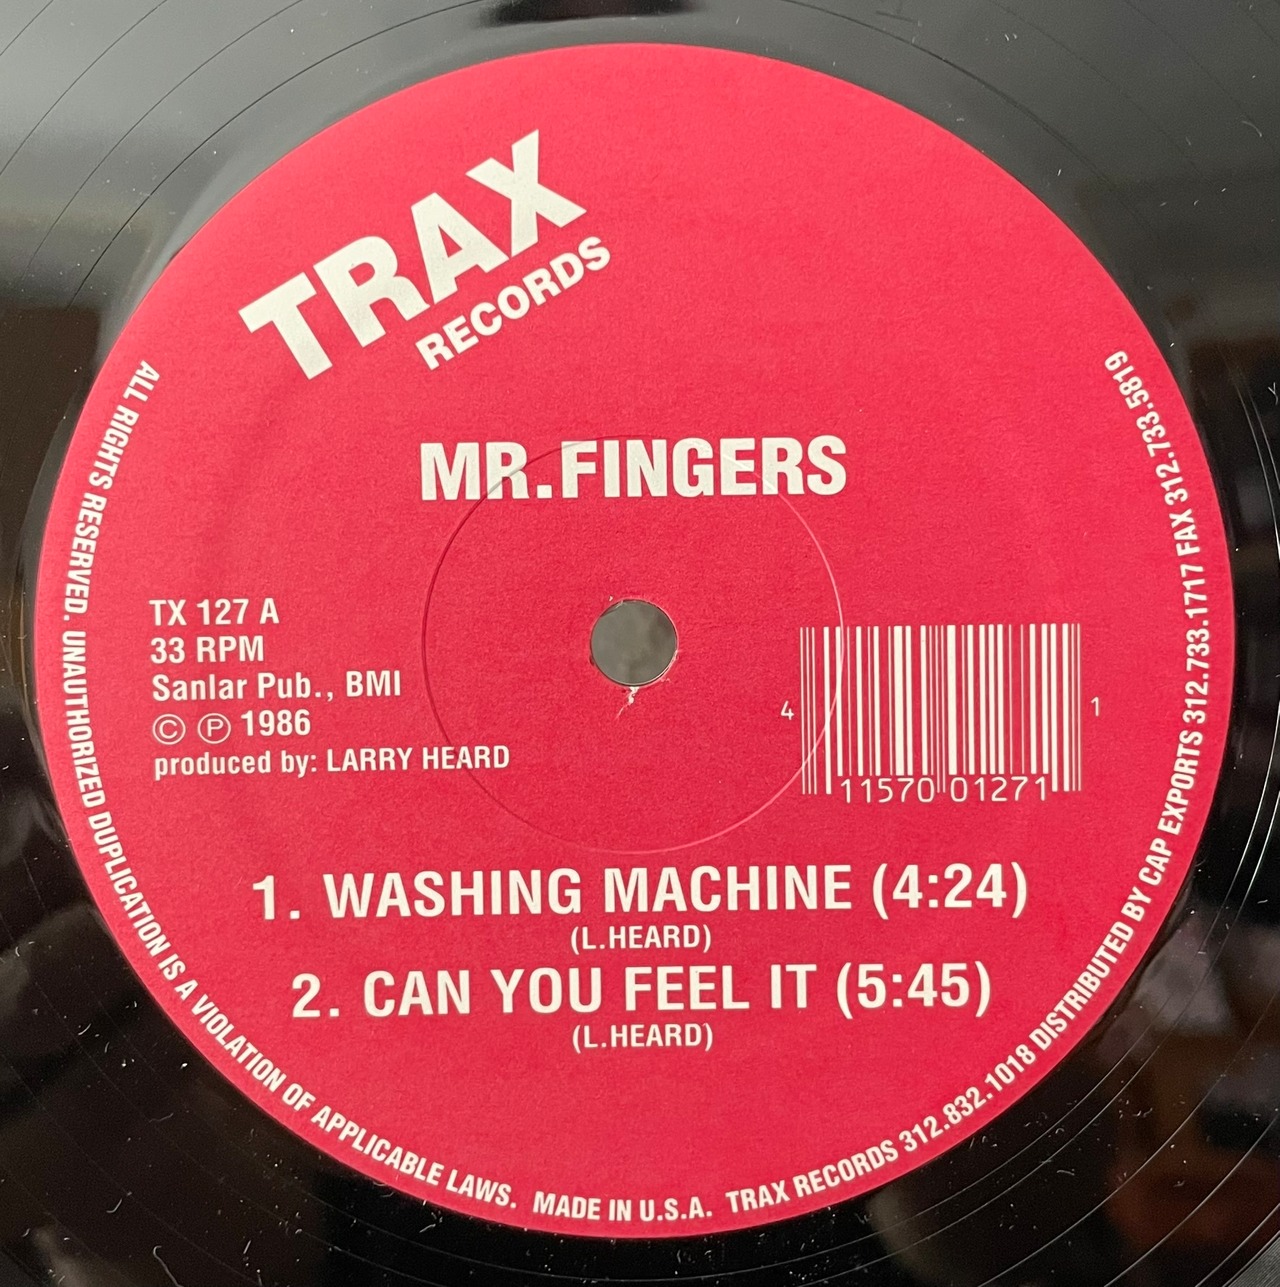 TRAX
RECORDS
MR.FINGERS
TX 127 A
33 RPM
Sanlar Pub., BMI
© ℗ 1986
produced by: LARRY HEARD
4 11570 01271 1
1. WASHING MACHINE (4:24)
(L.HEARD)
2. CAN YOU FEEL IT (5:45)
(L.HEARD)
ALL RIGHTS RESERVED. UNAUTHORIZED DUPLICATION IS A VIOLATION OF APPLICABLE LAWS. MADE IN U.S.A. TRAX RECORDS 312.832.1018 DISTRIBUTED BY CAP EXPORTS 312.733.1717 FAX 312.733.5819